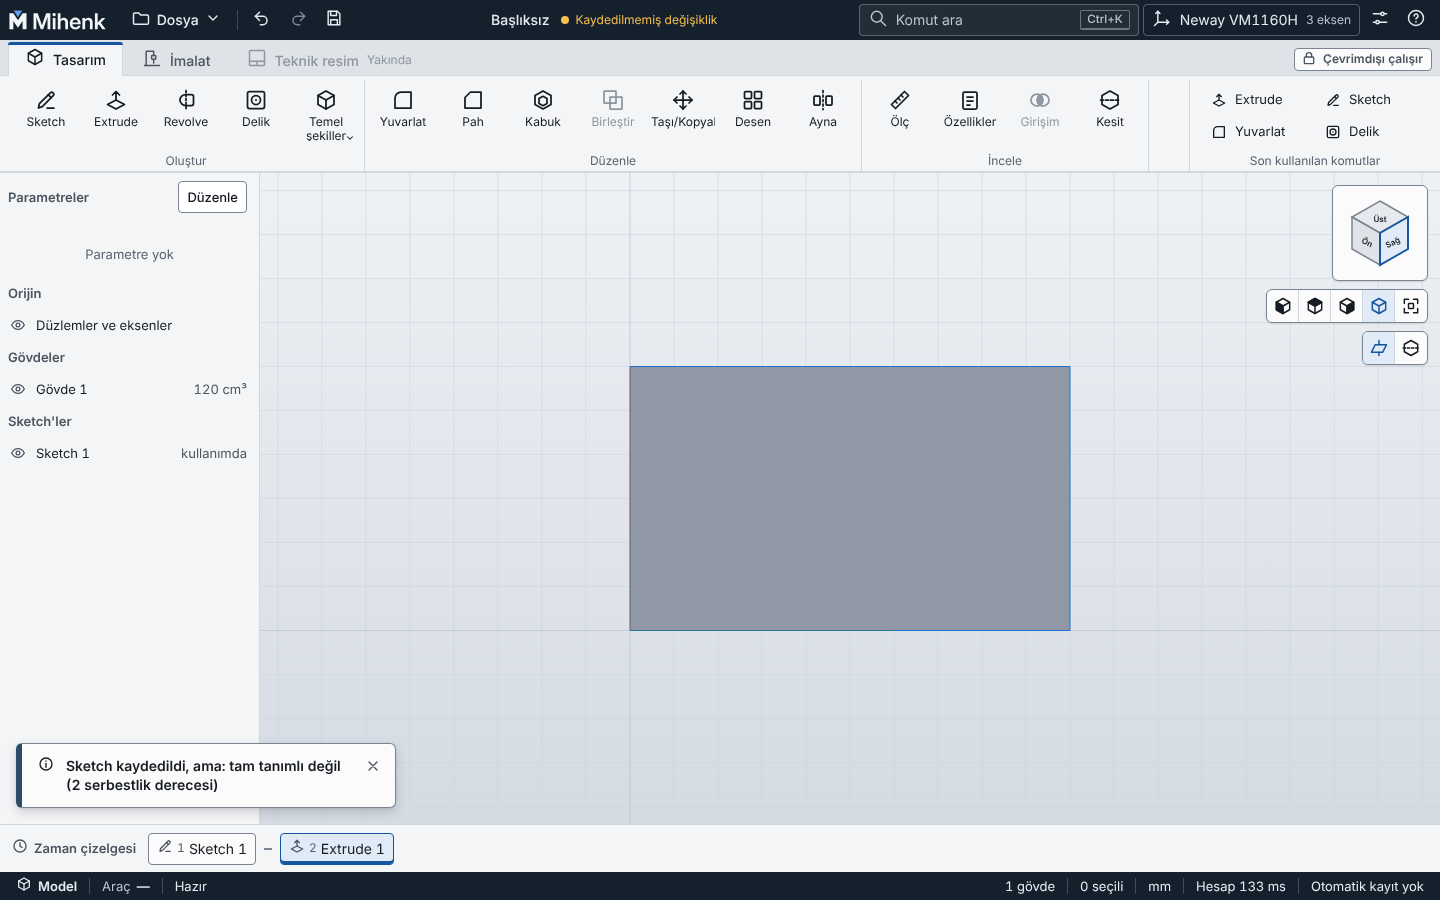 Mihenk
Dosya
Başlıksız
Kaydedilmemiş değişiklik
Komut ara
Ctrl+K
Neway VM1160H
3 eksen
Tasarım
İmalat
Teknik resim
Yakında
Çevrimdışı çalışır
Sketch
Extrude
Revolve
Delik
Temel
şekiller
Oluştur
Yuvarlat
Pah
Kabuk
Birleştir
Taşı/Kopyal
Desen
Ayna
Düzenle
Ölç
Özellikler
Girişim
Kesit
İncele
Extrude
Sketch
Yuvarlat
Delik
Son kullanılan komutlar
Parametreler
Düzenle
Parametre yok
Orijin
Düzlemler ve eksenler
Gövdeler
Gövde 1
120 cm³
Sketch'ler
Sketch 1
kullanımda
Üst
Ön
Sağ
Sketch kaydedildi, ama: tam tanımlı değil
(2 serbestlik derecesi)
Zaman çizelgesi
1 Sketch 1
2 Extrude 1
Model
Araç —
Hazır
1 gövde
0 seçili
mm
Hesap 133 ms
Otomatik kayıt yok